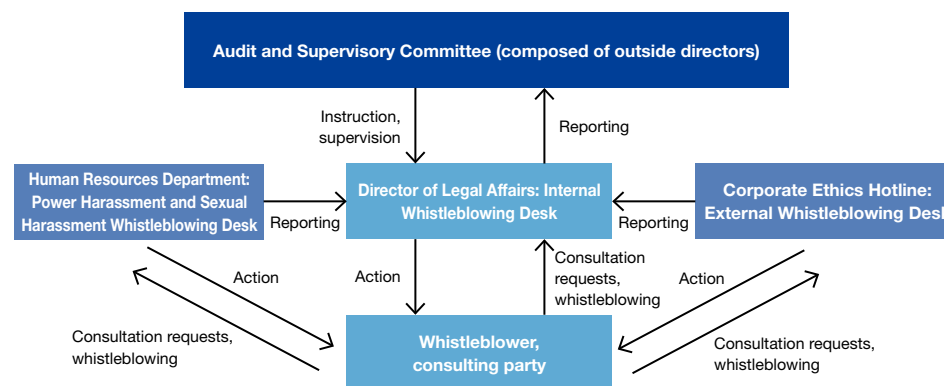 Audit and Supervisory Committee (composed of outside directors)
Instruction,
supervision
Reporting
Human Resources Department:
Power Harassment and Sexual
Harassment Whistleblowing Desk
Reporting
Director of Legal Affairs: Internal
Whistleblowing Desk
Reporting
Corporate Ethics Hotline:
External Whistleblowing Desk
Action
Consultation requests,
whistleblowing
Action
Consultation
requests,
whistleblowing
Action
Consultation requests,
whistleblowing
Whistleblower,
consulting party